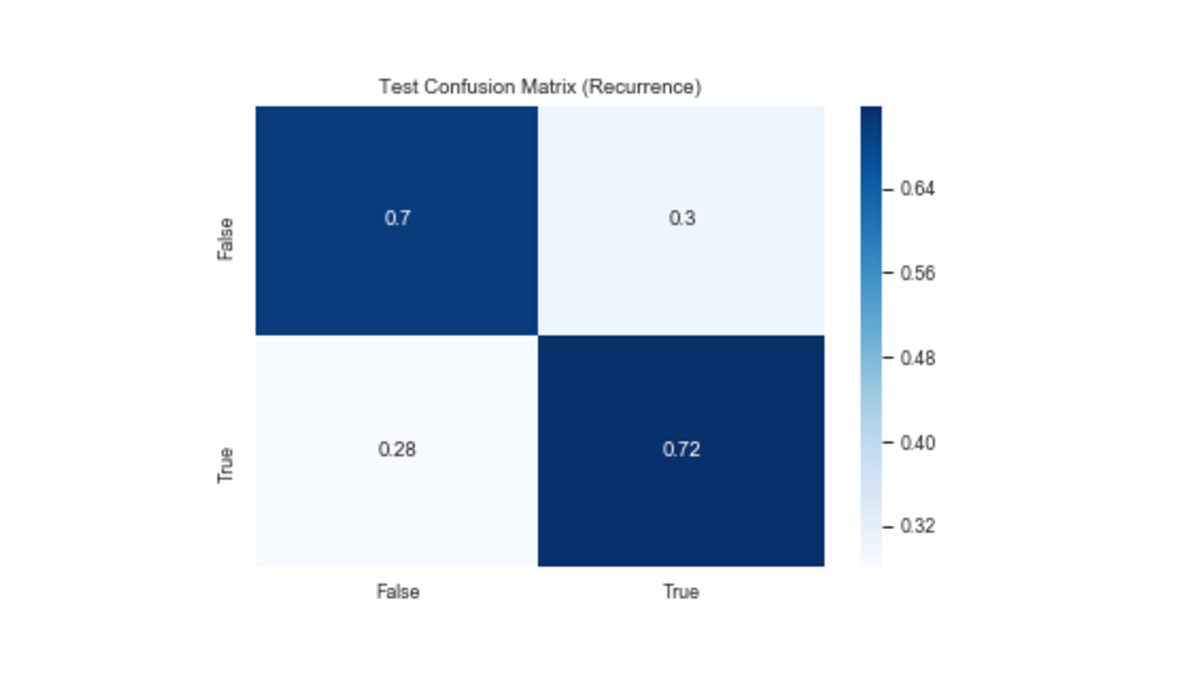 Test Confusion Matrix (Recurrence)
False
0.7
0.3
True
0.28
0.72
False
True
0.64
0.56
0.48
0.40
0.32